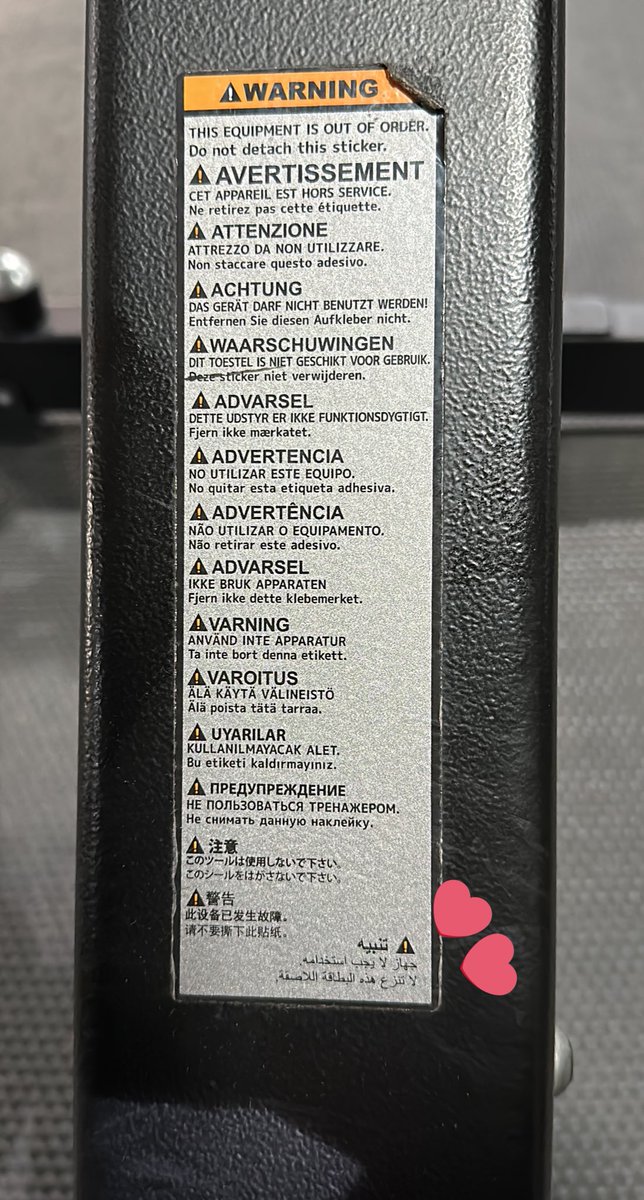 ⚠WARNING
THIS EQUIPMENT IS OUT OF ORDER.
Do not detach this sticker.
⚠AVERTISSEMENT
CET APPAREIL EST HORS SERVICE.
Ne retirez pas cette étiquette.
⚠ ATTENZIONE
ATTREZZO DA NON UTILIZZARE.
Non staccare questo adesivo.
⚠ACHTUNG
DAS GERÄT DARF NICHT BENUTZT WERDEN!
Entfernen Sie diesen Aufkleber nicht.
⚠WAARSCHUWINGEN
DIT TOESTEL IS NIET GESCHIKT VOOR GEBRUIK.
Deze sticker niet verwijderen.
⚠ADVARSEL
DETTE UDSTYR ER IKKE FUNKTIONSDYGTIGT.
Fjern ikke mærkatet.
⚠ADVERTENCIA
NO UTILIZAR ESTE EQUIPO.
No quitar esta etiqueta adhesiva.
⚠ADVERTÊNCIA
NÃO UTILIZAR O EQUIPAMENTO.
Não retirar este adesivo.
⚠ADVARSEL
IKKE BRUK APPARATEN
Fjern ikke dette klebemerket.
⚠VARNING
ANVÄND INTE APPARATUR
Ta inte bort denna etikett.
⚠VAROITUS
ÄLÄ KÄYTÄ VÄLINEISTÖ
Älä poista tätä tarraa.
⚠ UYARILAR
KULLANILMAYACAK ALET.
Bu etiketi kaldırmayınız.
⚠ПРЕДУПРЕЖДЕНИЕ
НЕ ПОЛЬЗОВАТЬСЯ ТРЕНАЖЕРОМ.
Не снимать данную наклейку.
⚠ 注意
このツールは使用しないで下さい。
このシールをはがさないで下さい。
⚠警告
此设备已发生故障。
请不要撕下此贴纸。
⚠ تنبيه
جهاز لا يجب استخدامه.
لا تنزع هذه البطاقة اللاصقة.